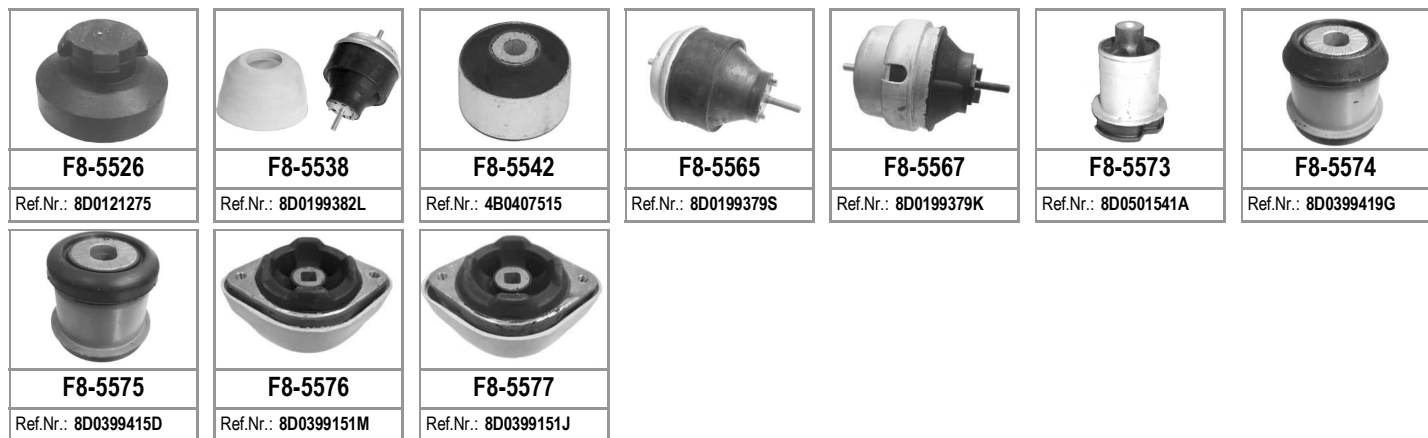 F8-5526
Ref.Nr.: 8D0121275
F8-5538
Ref.Nr.: 8D0199382L
F8-5542
Ref.Nr.: 4B0407515
F8-5565
Ref.Nr.: 8D0199379S
F8-5567
Ref.Nr.: 8D0199379K
F8-5573
Ref.Nr.: 8D0501541A
F8-5574
Ref.Nr.: 8D0399419G
F8-5575
Ref.Nr.: 8D0399415D
F8-5576
Ref.Nr.: 8D0399151M
F8-5577
Ref.Nr.: 8D0399151J